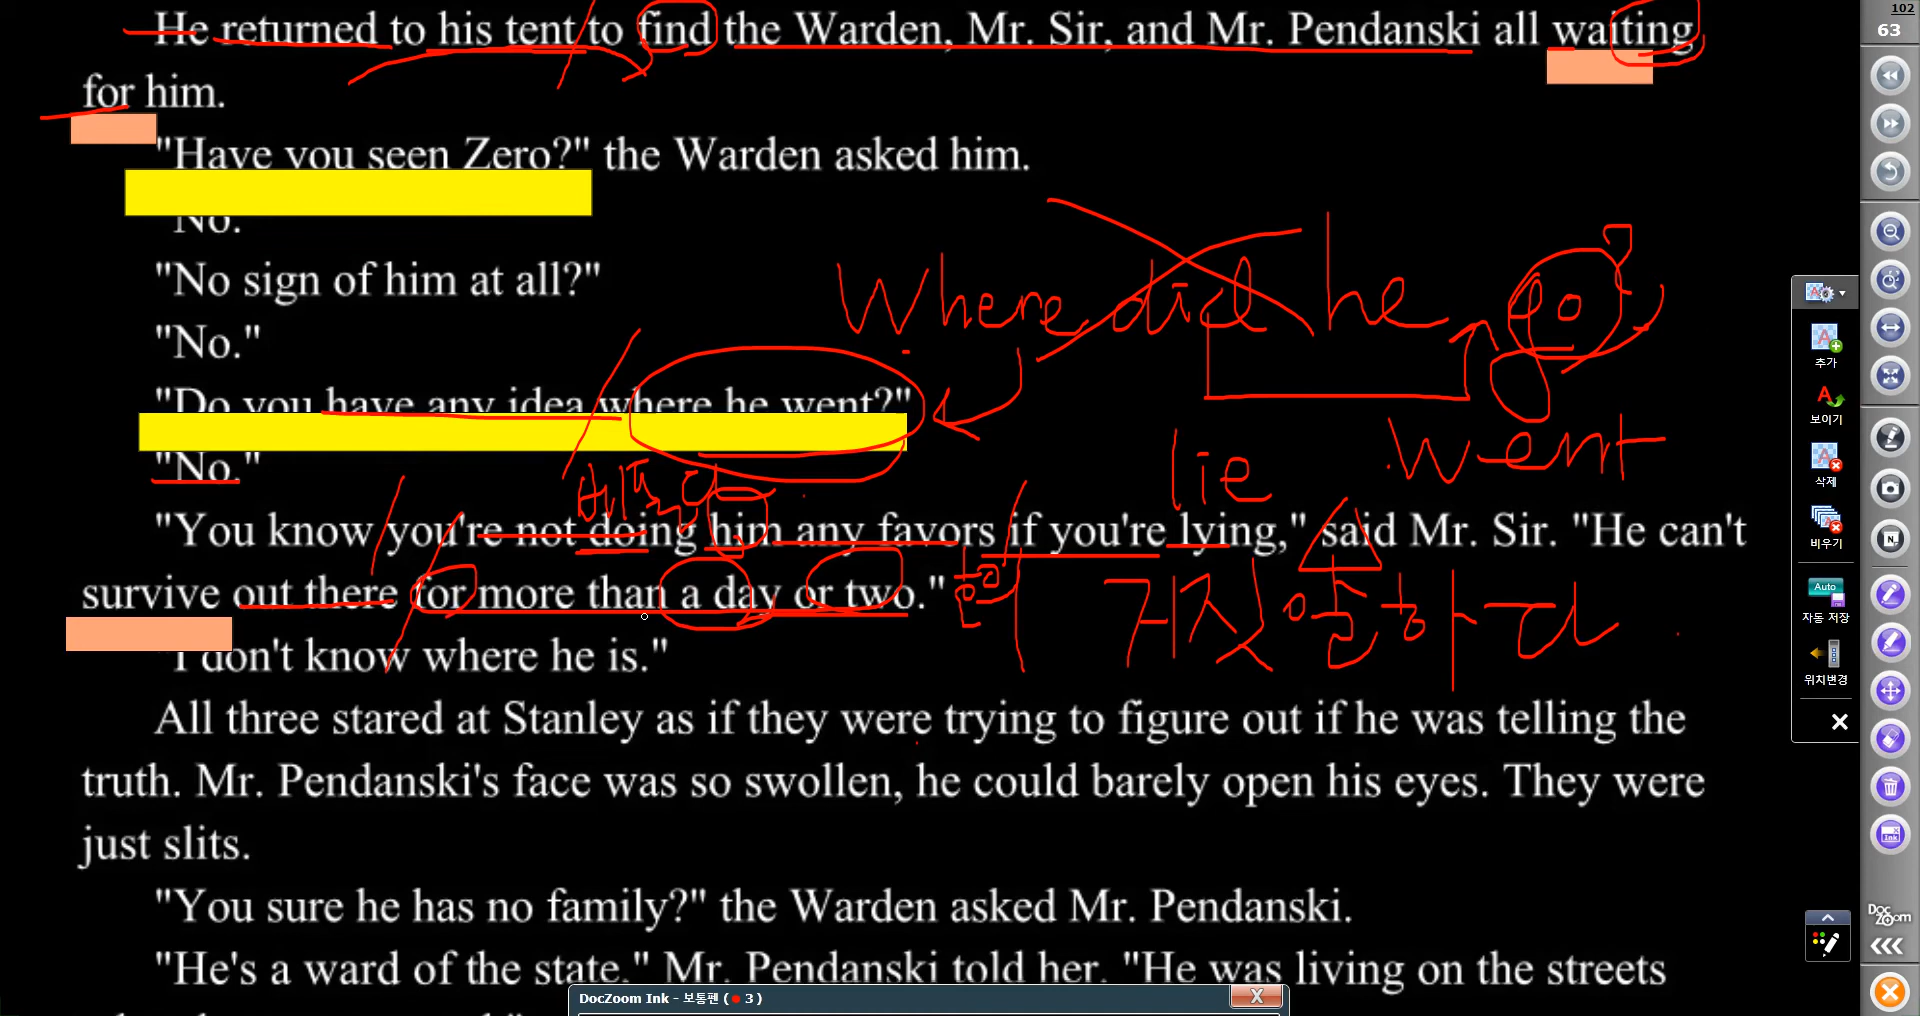 He returned to his tent to find the Warden, Mr. Sir, and Mr. Pendanski all waiting
for him.
"Have you seen Zero?" the Warden asked him.
"No."
"No sign of him at all?"
"No."
"Do you have any idea where he went?"
"No."
"You know you're not doing him any favors if you're lying," said Mr. Sir. "He can't
survive out there for more than a day or two."
"I don't know where he is."
All three stared at Stanley as if they were trying to figure out if he was telling the
truth. Mr. Pendanski's face was so swollen, he could barely open his eyes. They were
just slits.
"You sure he has no family?" the Warden asked Mr. Pendanski.
"He's a ward of the state," Mr. Pendanski told her. "He was living on the streets
Where did he go?
went
lie
102
63
추가
보이기
삭제
비우기
Auto
자동 저장
위치변경
DocZoom
DocZoom Ink - 보통펜 ( 3 )